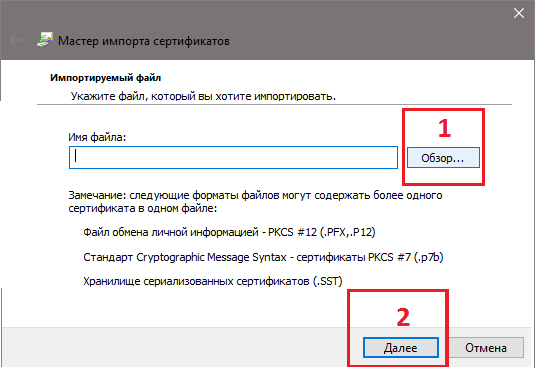 Мастер импорта сертификатов
Импортируемый файл
Укажите файл, который вы хотите импортировать.
1
Имя файла:
Обзор...
Замечание: следующие форматы файлов могут содержать более одного
сертификата в одном файле:
Файл обмена личной информацией - PKCS #12 (.PFX,.P12)
Стандарт Cryptographic Message Syntax - сертификаты PKCS #7 (.p7b)
Хранилище сериализованных сертификатов (.SST)
2
Далее
Отмена